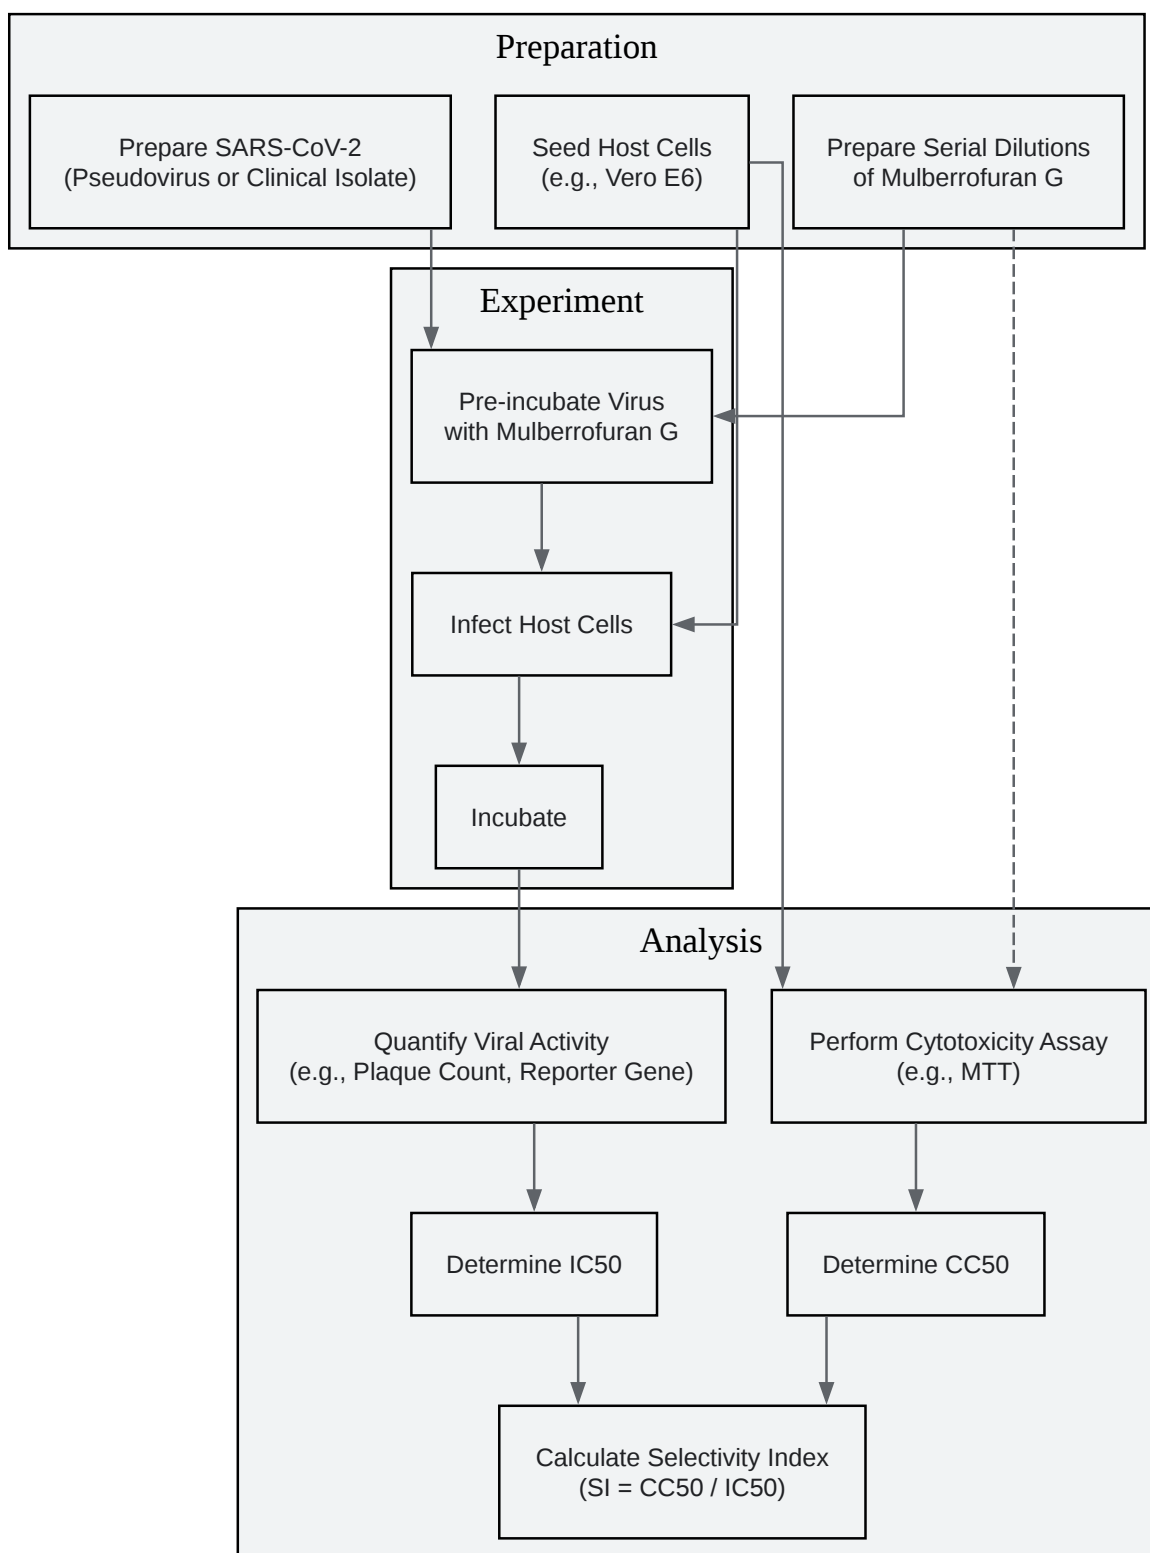 Preparation
Prepare SARS-CoV-2
(Pseudovirus or Clinical Isolate)
Seed Host Cells
(e.g., Vero E6)
Prepare Serial Dilutions
of Mulberrofuran G
Experiment
Pre-incubate Virus
with Mulberrofuran G
Infect Host Cells
Incubate
Analysis
Quantify Viral Activity
(e.g., Plaque Count, Reporter Gene)
Perform Cytotoxicity Assay
(e.g., MTT)
Determine IC50
Determine CC50
Calculate Selectivity Index
(SI = CC50 / IC50)